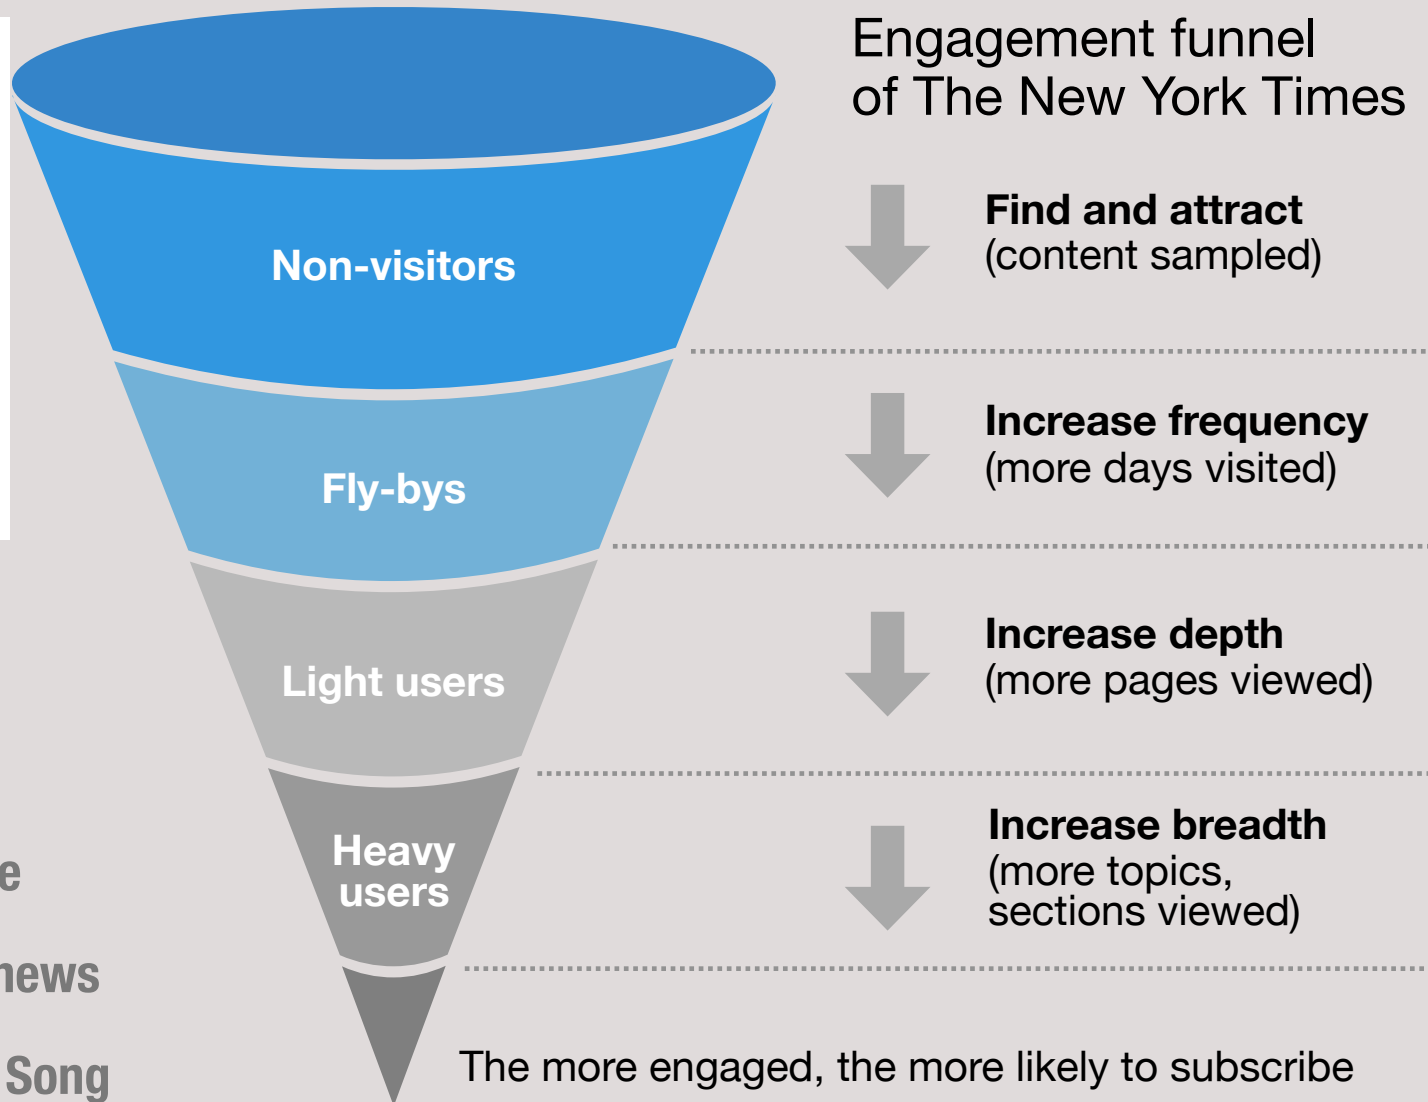 Engagement funnel
of The New York Times
Non-visitors
Find and attract
(content sampled)
Fly-bys
Increase frequency
(more days visited)
Light users
Increase depth
(more pages viewed)
Heavy
users
Increase breadth
(more topics,
sections viewed)
The more engaged, the more likely to subscribe
e
news
Song